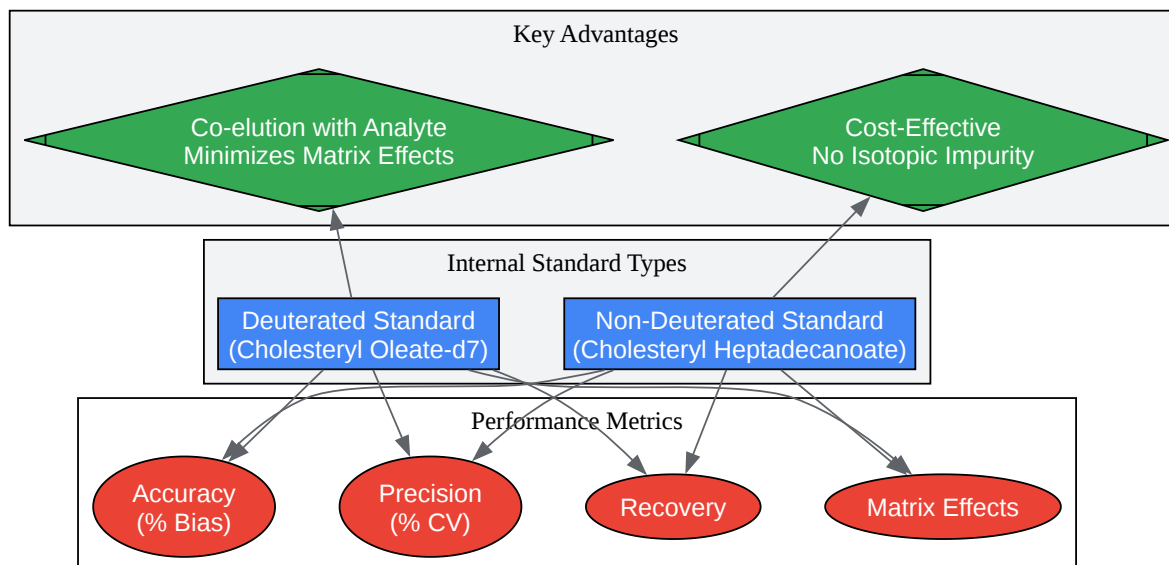 Key Advantages
Co-elution with Analyte
Minimizes Matrix Effects
Cost-Effective
No Isotopic Impurity
Internal Standard Types
Deuterated Standard
(Cholesteryl Oleate-d7)
Non-Deuterated Standard
(Cholesteryl Heptadecanoate)
Performance Metrics
Accuracy
(% Bias)
Precision
(% CV)
Recovery
Matrix Effects